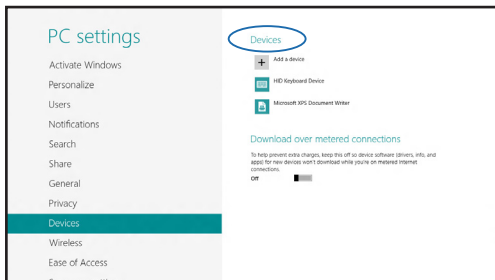 PC settings
Activate Windows
Personalize
Users
Notifications
Search
Share
General
Privacy
Devices
Wireless
Ease of Access
Devices
Add a device
HID Keyboard Device
Microsoft XPS Document Writer
Download over metered connections
To help prevent extra charges, keep this off so device software (drivers, info, and
apps) for new devices won't download while you're on metered Internet
connections.
Off